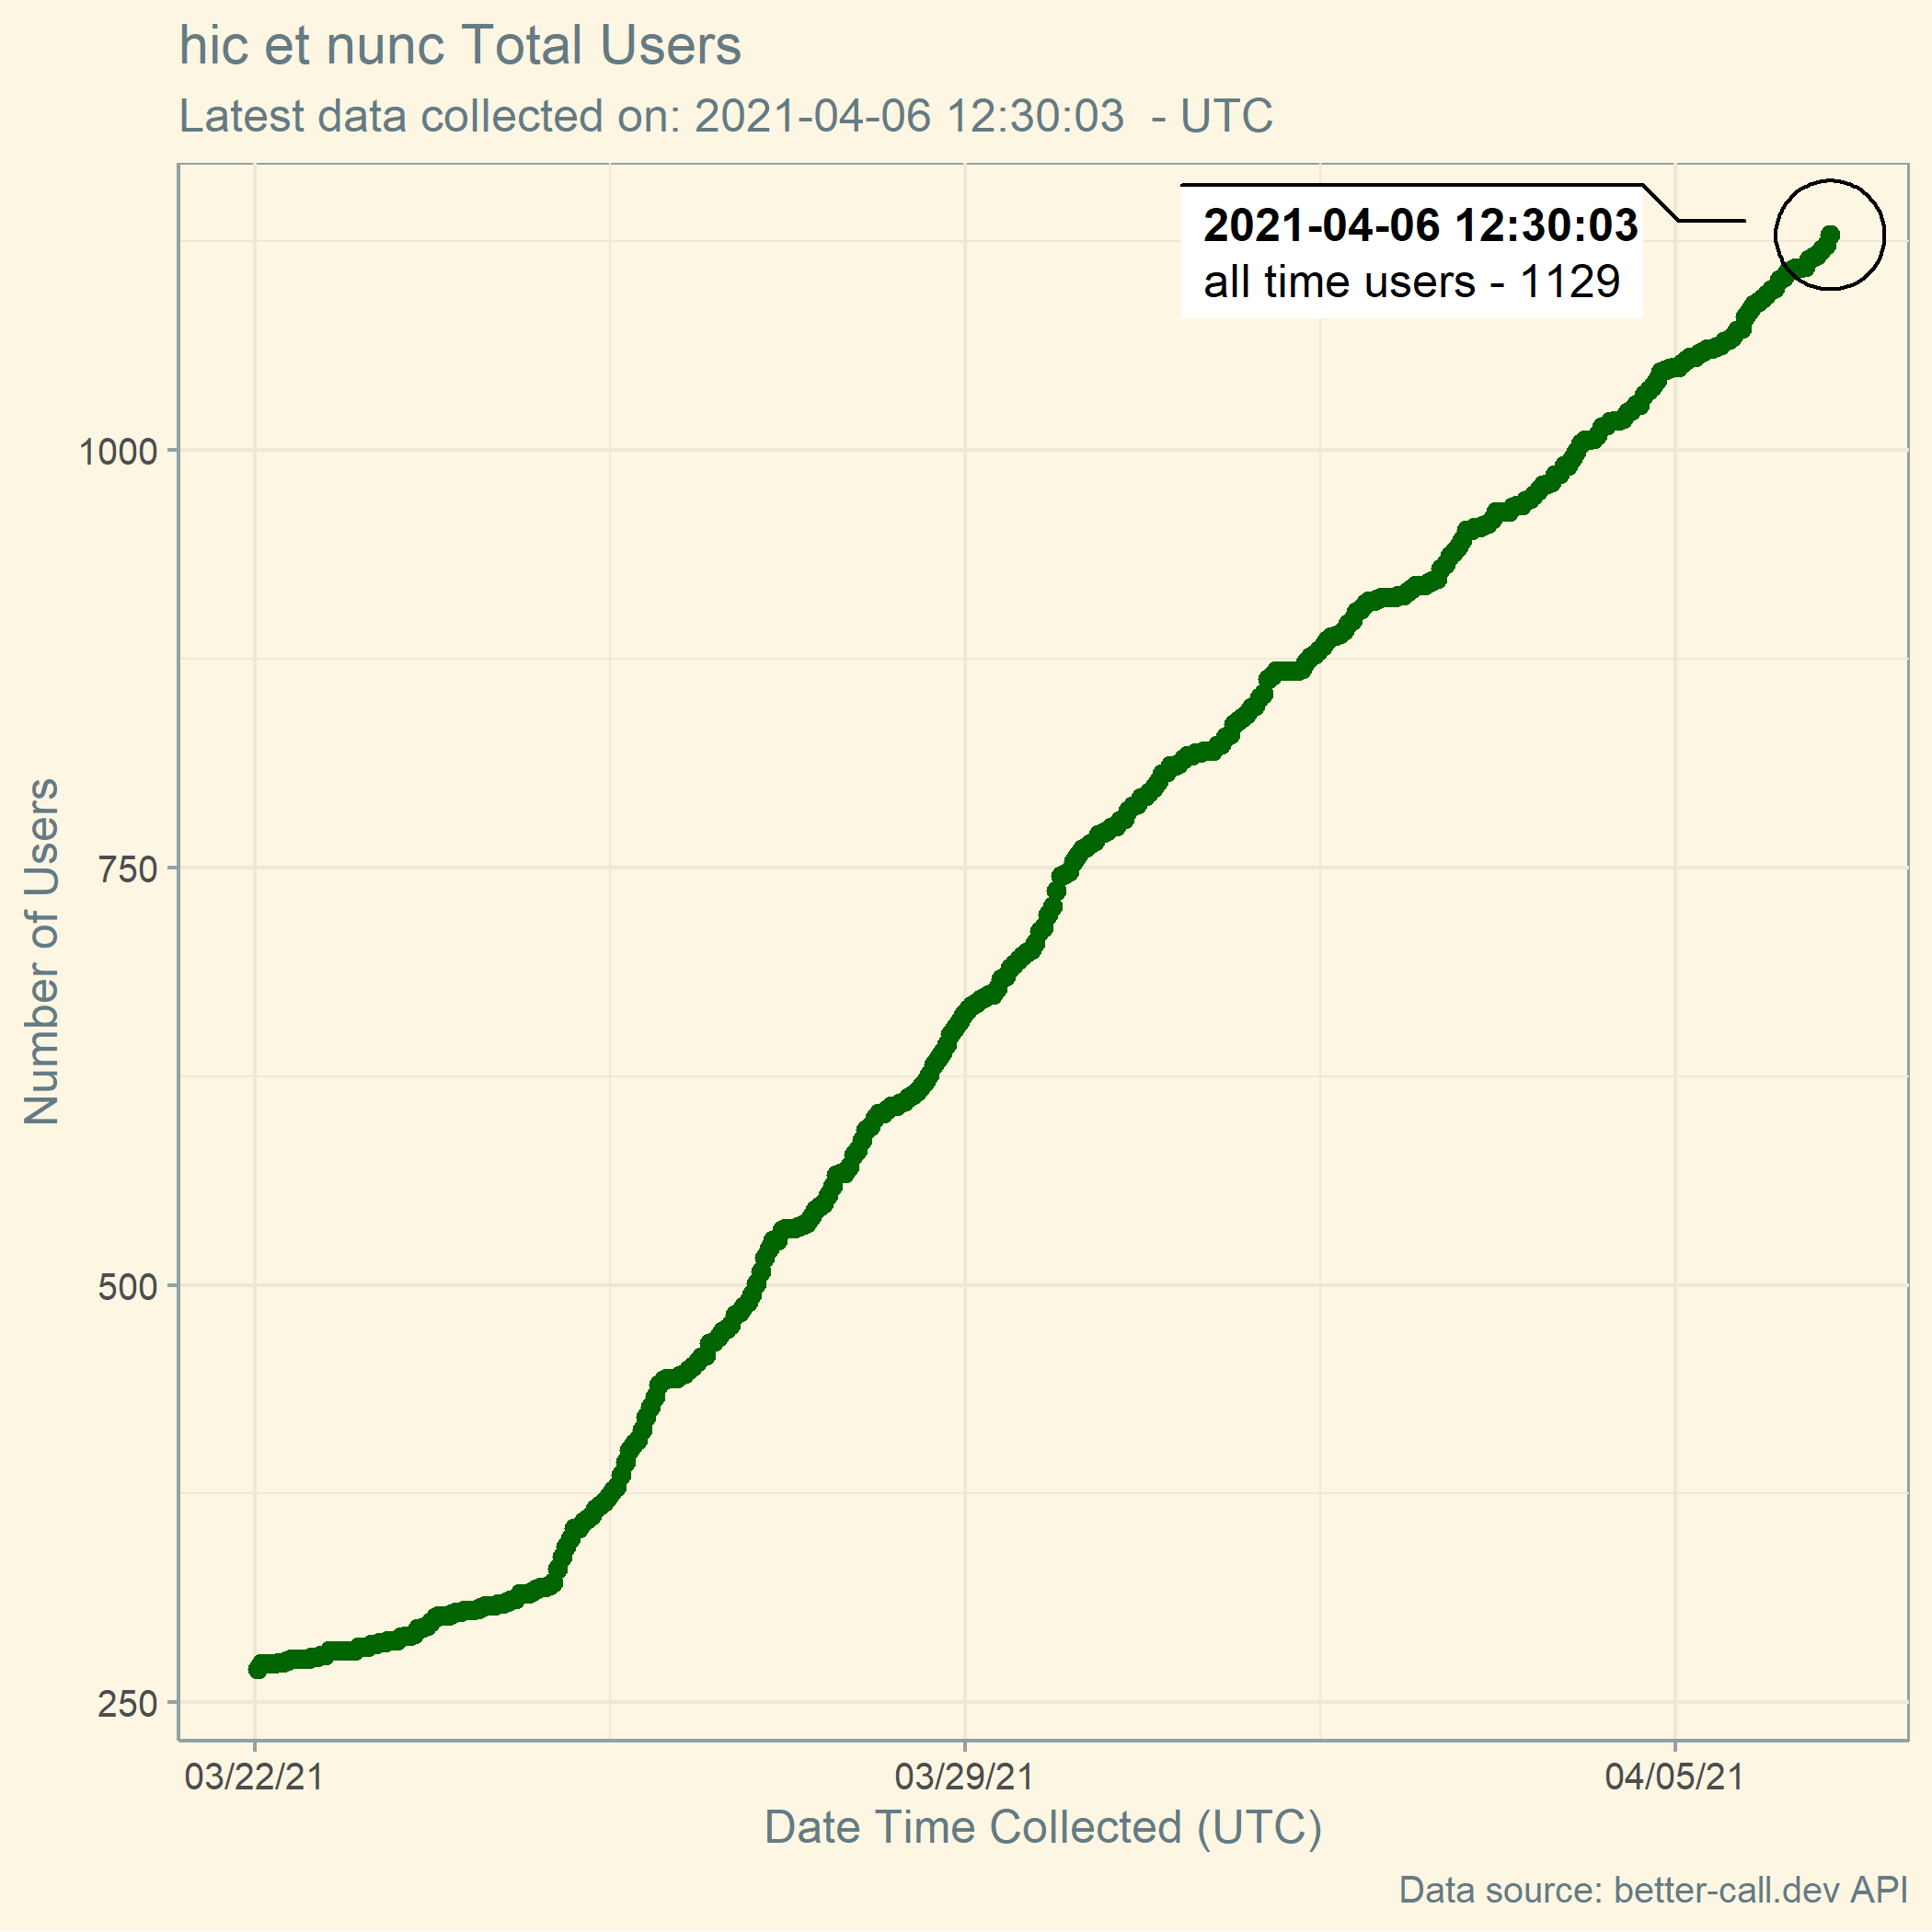 hic et nunc Total Users
Latest data collected on: 2021-04-06 12:30:03  - UTC
2021-04-06 12:30:03
all time users - 1129
1000
750
500
250
Number of Users
03/22/21
03/29/21
04/05/21
Date Time Collected (UTC)
Data source: better-call.dev API